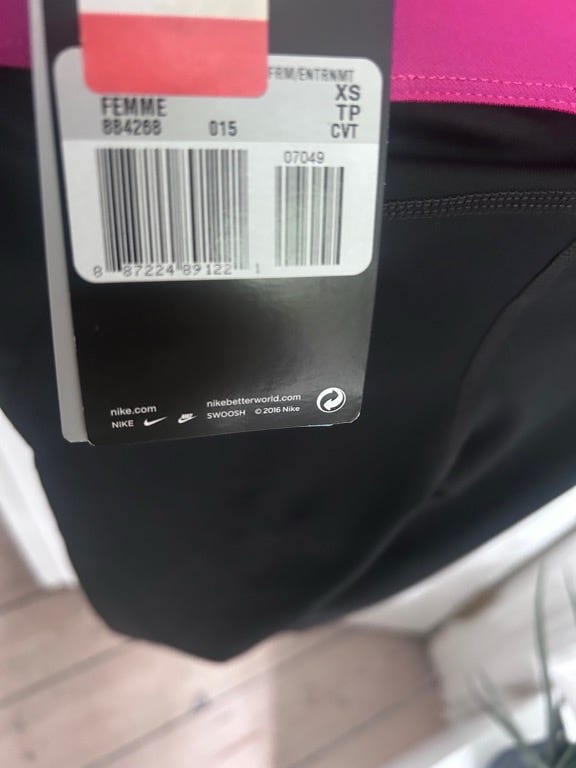 FRM/ENTRNMT
FEMME XS
884268 015 TP
CVT
07049
8 87224 89122 1
nike.com nikebetterworld.com
NIKE SWOOSH © 2016 Nike